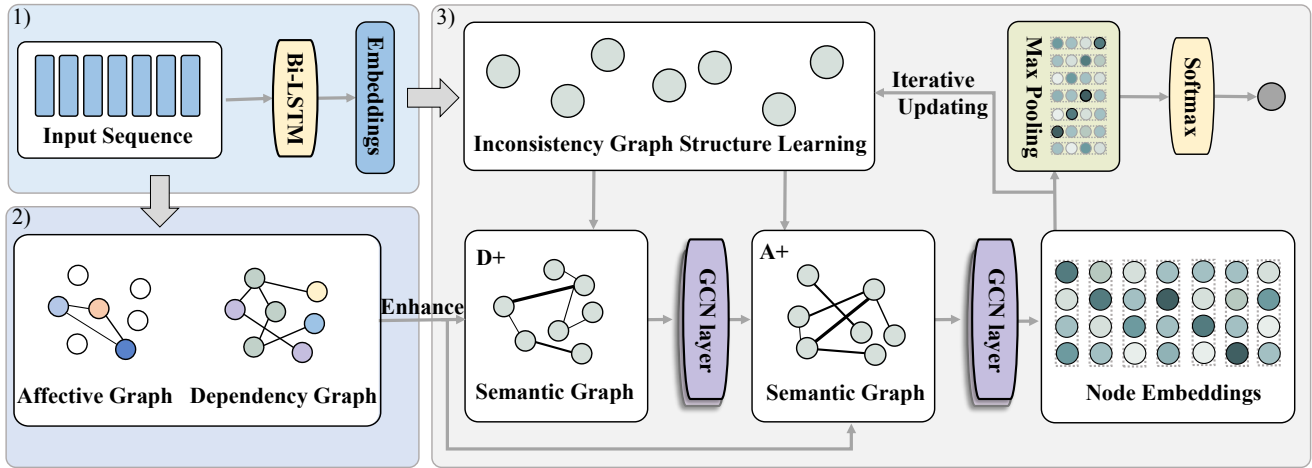 1)
Input Sequence
Bi-LSTM
Embeddings
2)
Affective Graph
Dependency Graph
Enhance
3)
Inconsistency Graph Structure Learning
Iterative
Updating
Max Pooling
Softmax
D+
Semantic Graph
GCN layer
A+
Semantic Graph
GCN layer
Node Embeddings